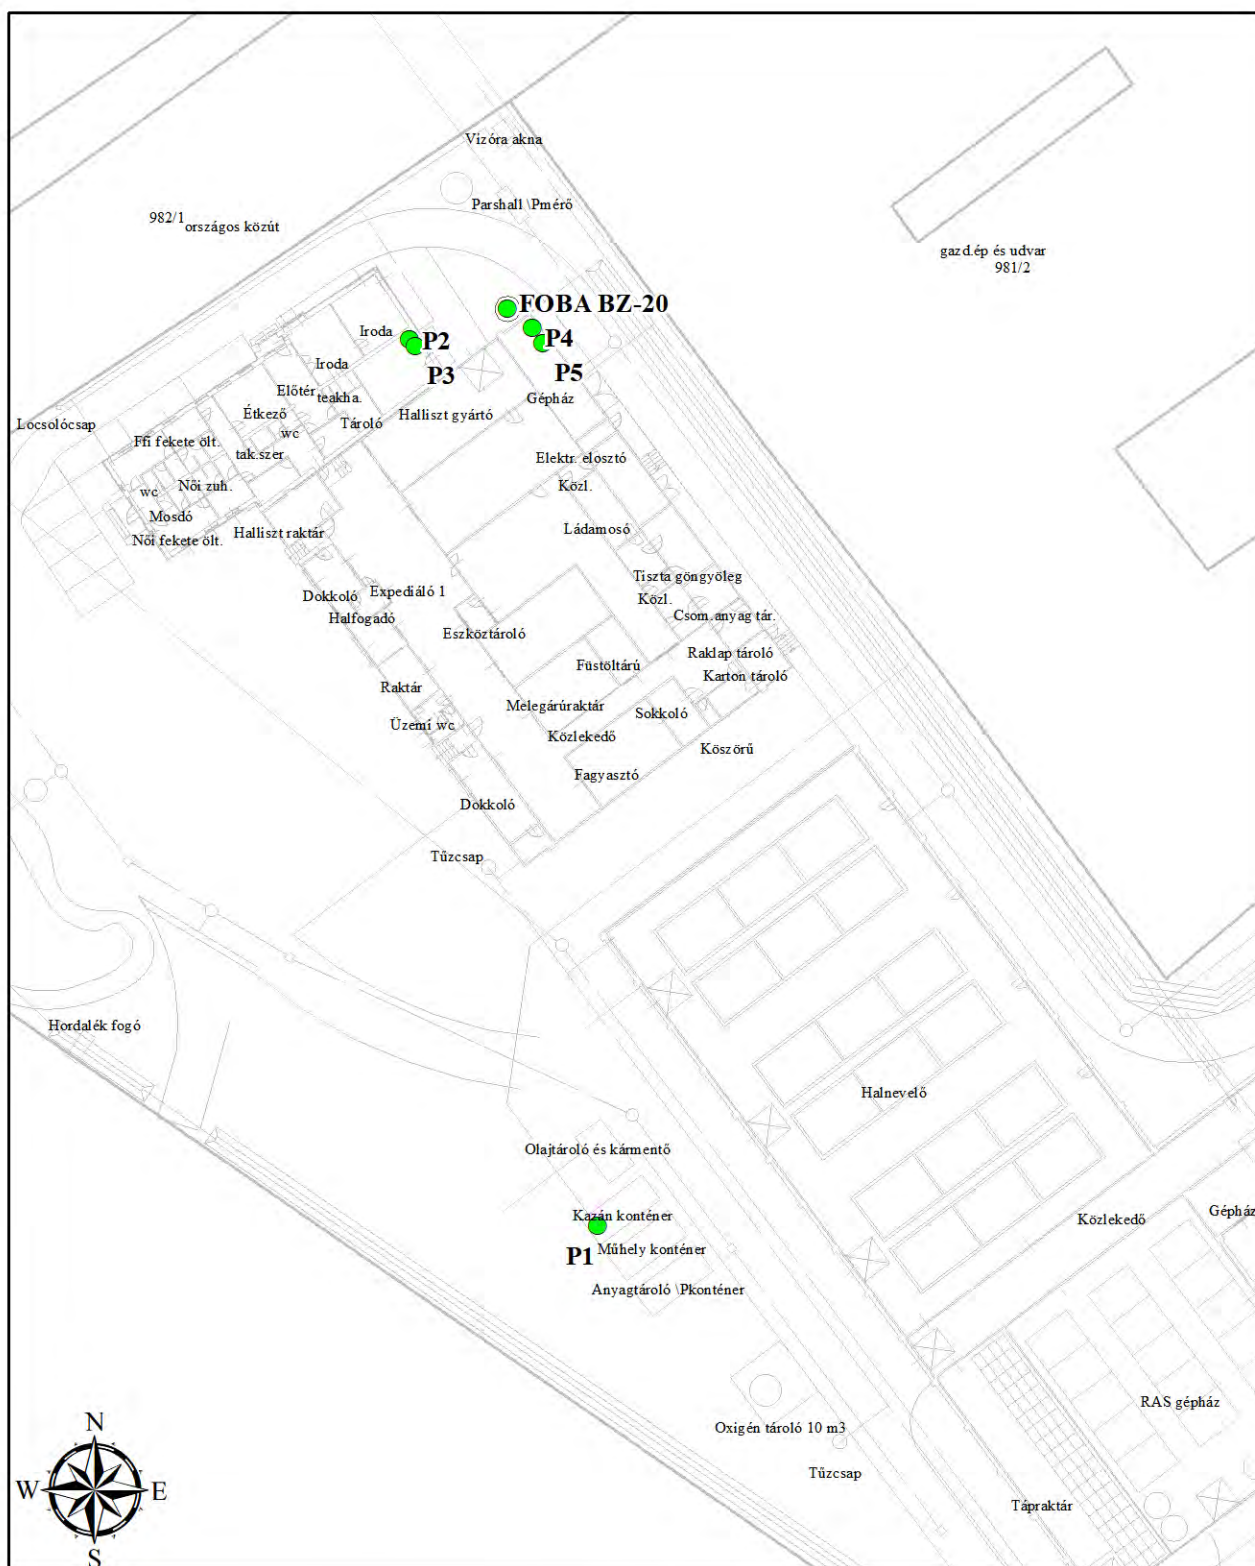 Vízóra akna
Parshall \Pmérő
982/1
országos közút
gazd.ép és udvar
981/2
FOBA BZ-20
P4
P5
P2
P3
Iroda
Iroda
Előtér
teakha.
Étkező
wc
Tároló
Halliszt gyártó
Gépház
Locsolócsap
Ffi fekete ölt.
tak.szer
Elektr. elosztó
Közl.
wc
Női zuh.
Mosdó
Női fekete ölt.
Halliszt raktár
Ládamosó
Dokkoló
Expediáló 1
Halfogadó
Eszköztároló
Tiszta göngyöleg
Közl.
Csom.anyag tár.
Raklap tároló
Karton tároló
Füstöltárú
Raktár
Melegárúraktár
Sokkoló
Üzemi wc
Közlekedő
Köszörű
Fagyasztó
Dokkoló
Tűzcsap
Hordalék fogó
Halnevelő
Olajtároló és kármentő
Kazán konténer
P1
Műhely konténer
Anyagtároló \Pkonténer
Közlekedő
Gépház
RAS gépház
Oxigén tároló 10 m3
Tűzcsap
Tápraktár
N
W
E
S